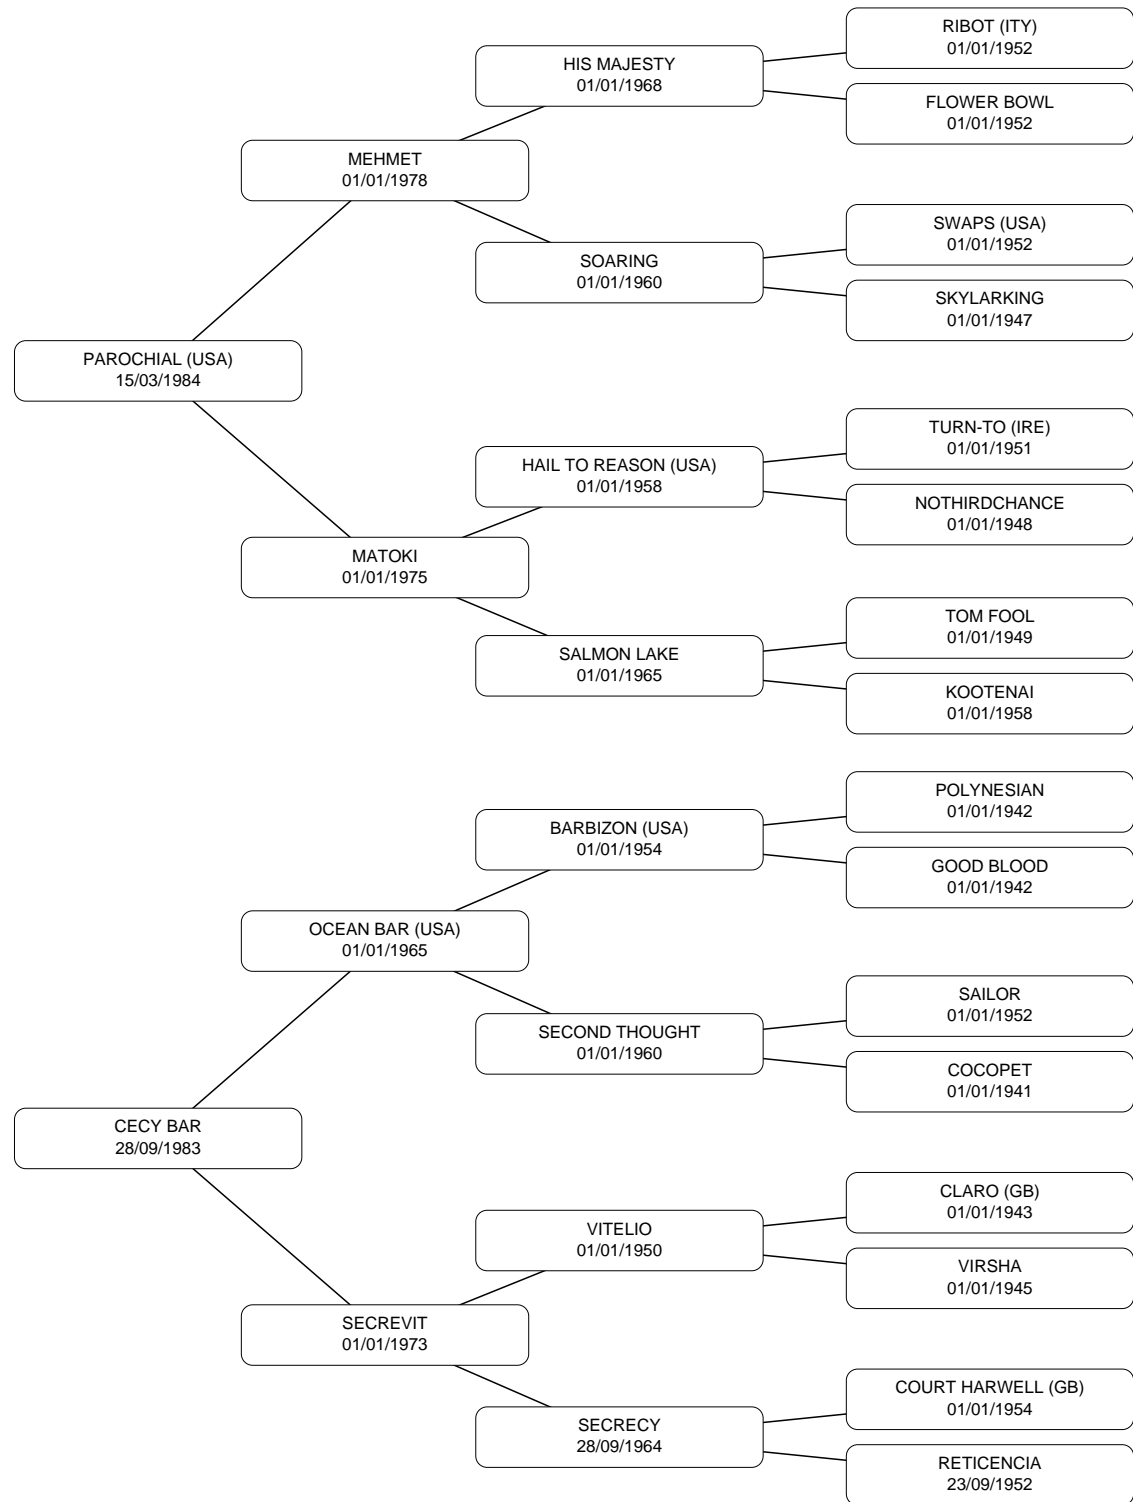 RIBOT (ITY)
01/01/1952
HIS MAJESTY
01/01/1968
FLOWER BOWL
01/01/1952
MEHMET
01/01/1978
SWAPS (USA)
01/01/1952
SOARING
01/01/1960
SKYLARKING
01/01/1947
PAROCHIAL (USA)
15/03/1984
TURN-TO (IRE)
01/01/1951
HAIL TO REASON (USA)
01/01/1958
NOTHIRDCHANCE
01/01/1948
MATOKI
01/01/1975
TOM FOOL
01/01/1949
SALMON LAKE
01/01/1965
KOOTENAI
01/01/1958
POLYNESIAN
01/01/1942
BARBIZON (USA)
01/01/1954
GOOD BLOOD
01/01/1942
OCEAN BAR (USA)
01/01/1965
SAILOR
01/01/1952
SECOND THOUGHT
01/01/1960
COCOPET
01/01/1941
CECY BAR
28/09/1983
CLARO (GB)
01/01/1943
VITELIO
01/01/1950
VIRSHA
01/01/1945
SECREVIT
01/01/1973
COURT HARWELL (GB)
01/01/1954
SECRECY
28/09/1964
RETICENCIA
23/09/1952